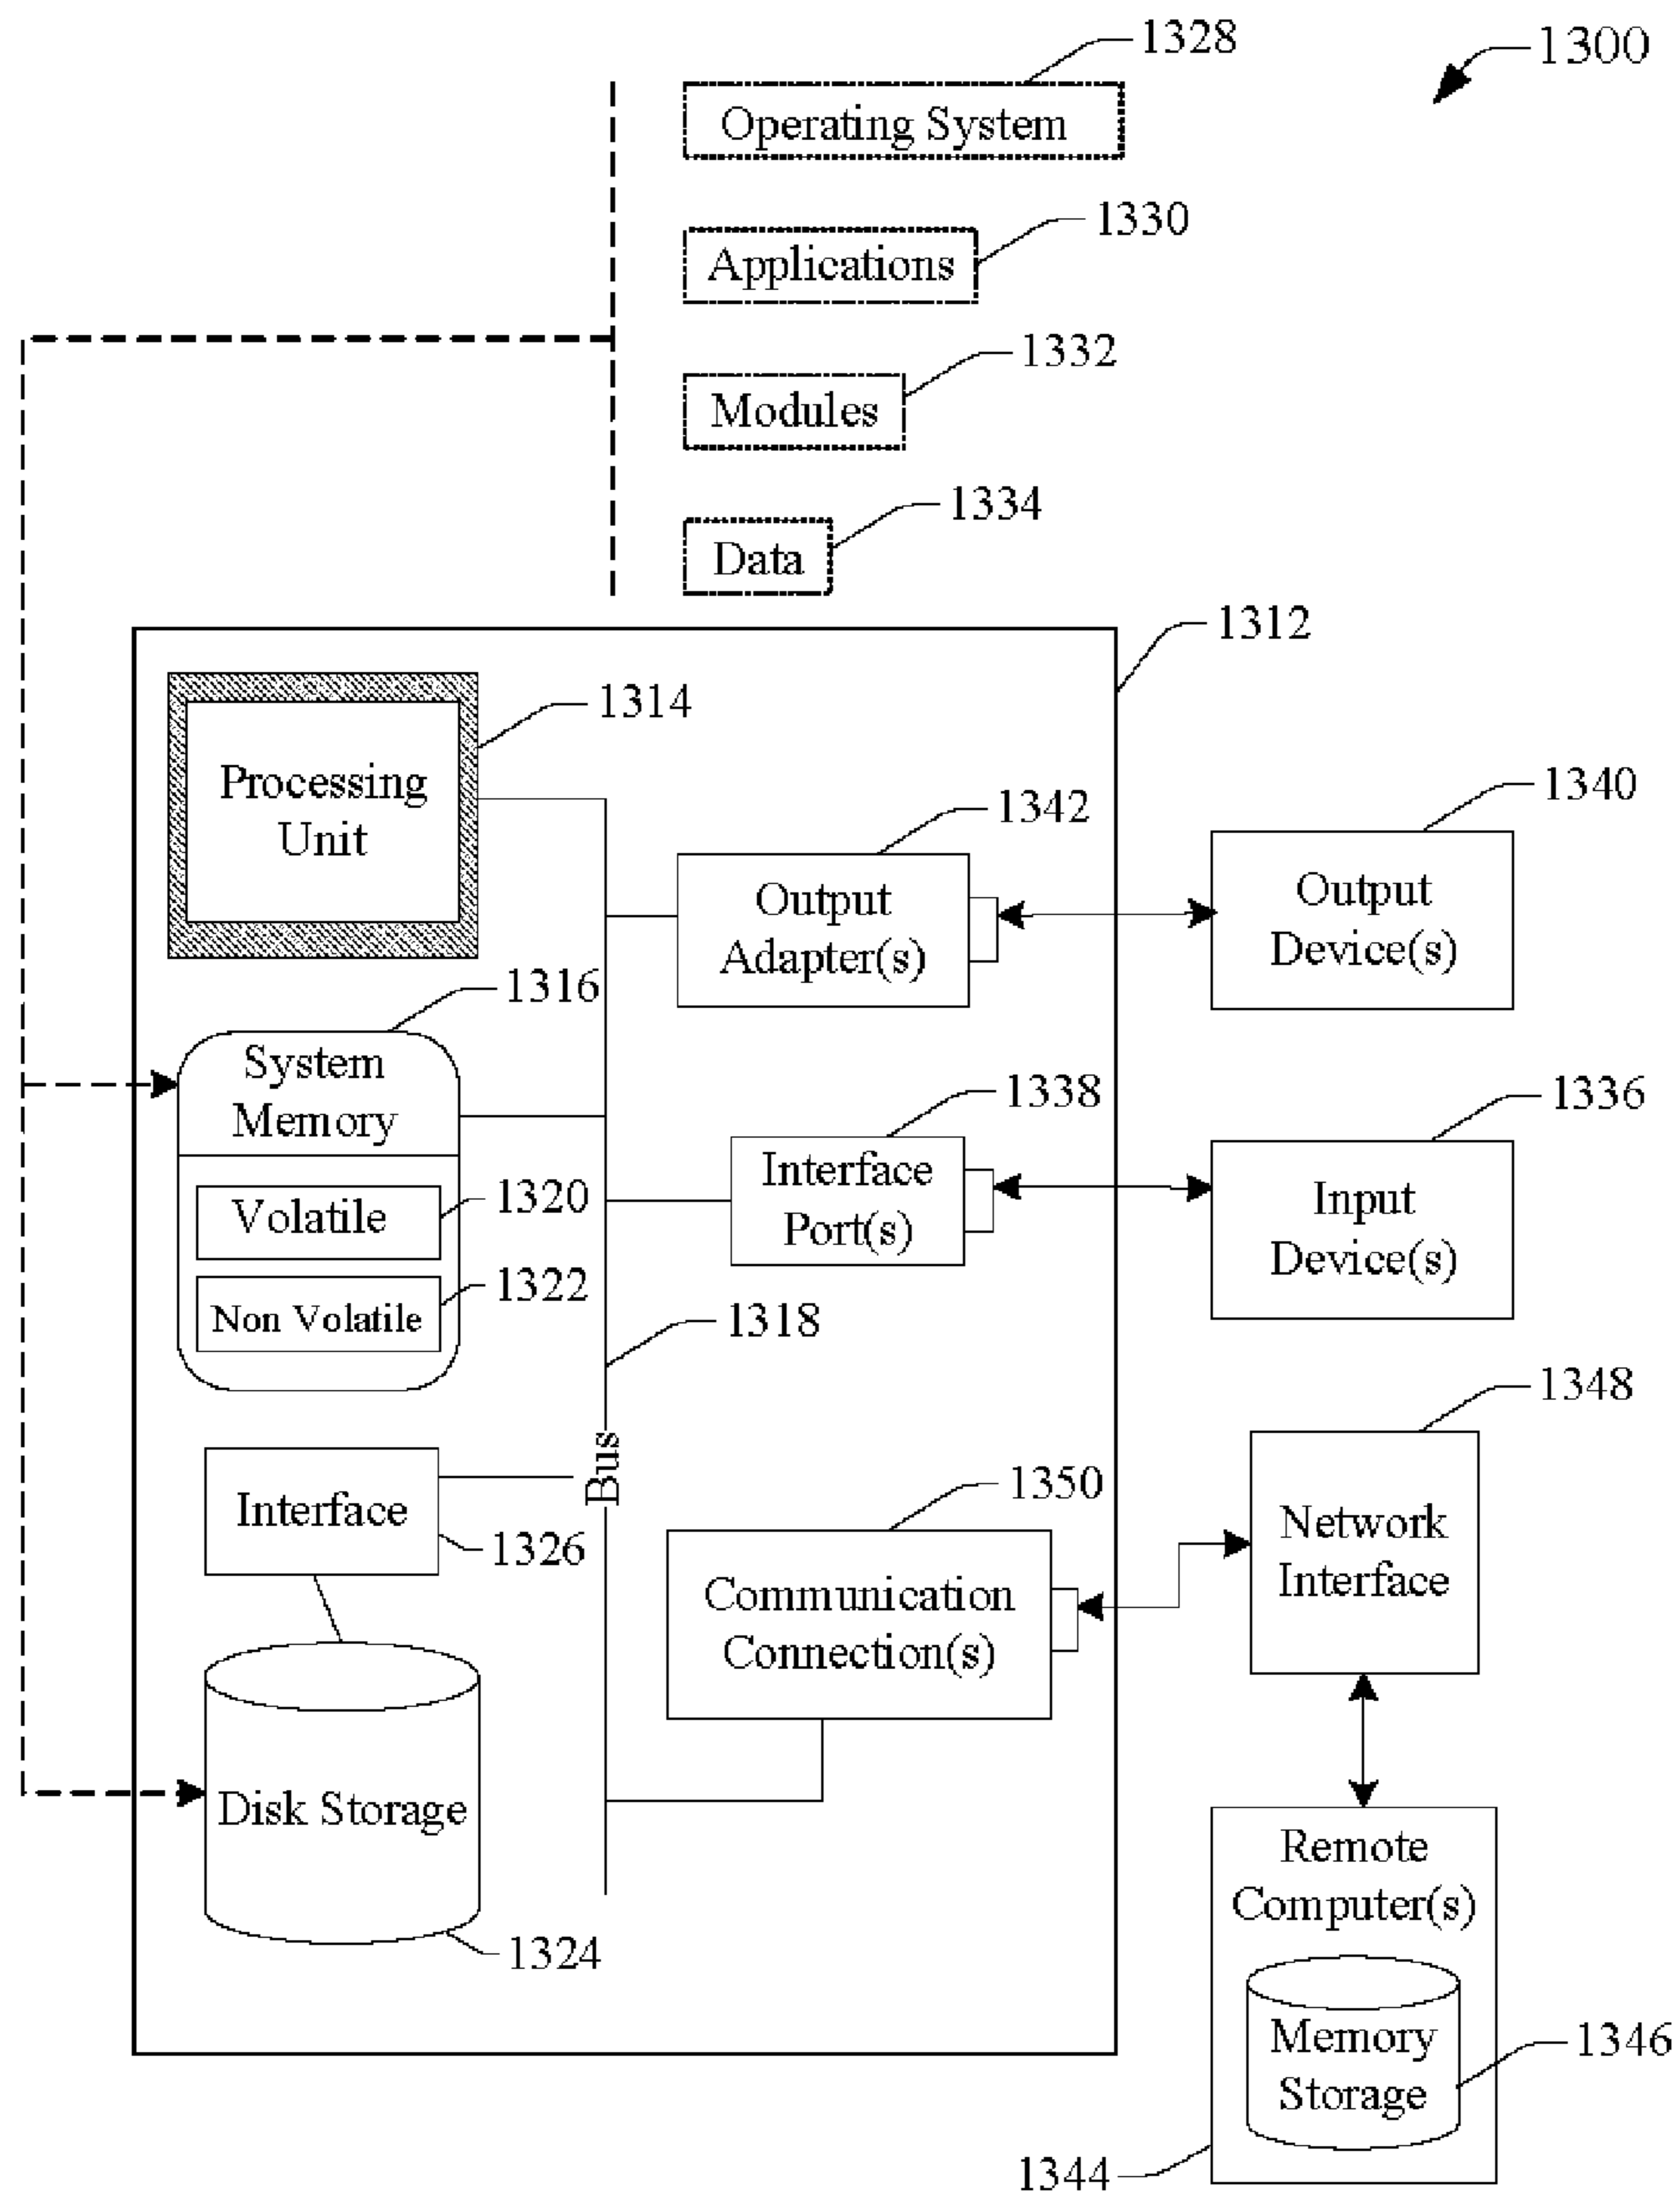 1328
1300
Operating System
1330
Applications
1332
Modules
1334
Data
1312
1314
Processing
Unit
1342
1340
Output
Adapter(s)
Output
Device(s)
1316
System
Memory
1338
1336
1320
Volatile
Interface
Port(s)
Input
Device(s)
1322
Non Volatile
1318
1348
Bus
1350
Interface
1326
Network
Interface
Communication
Connection(s)
Disk Storage
Remote
Computer(s)
1324
Memory
Storage
1346
1344